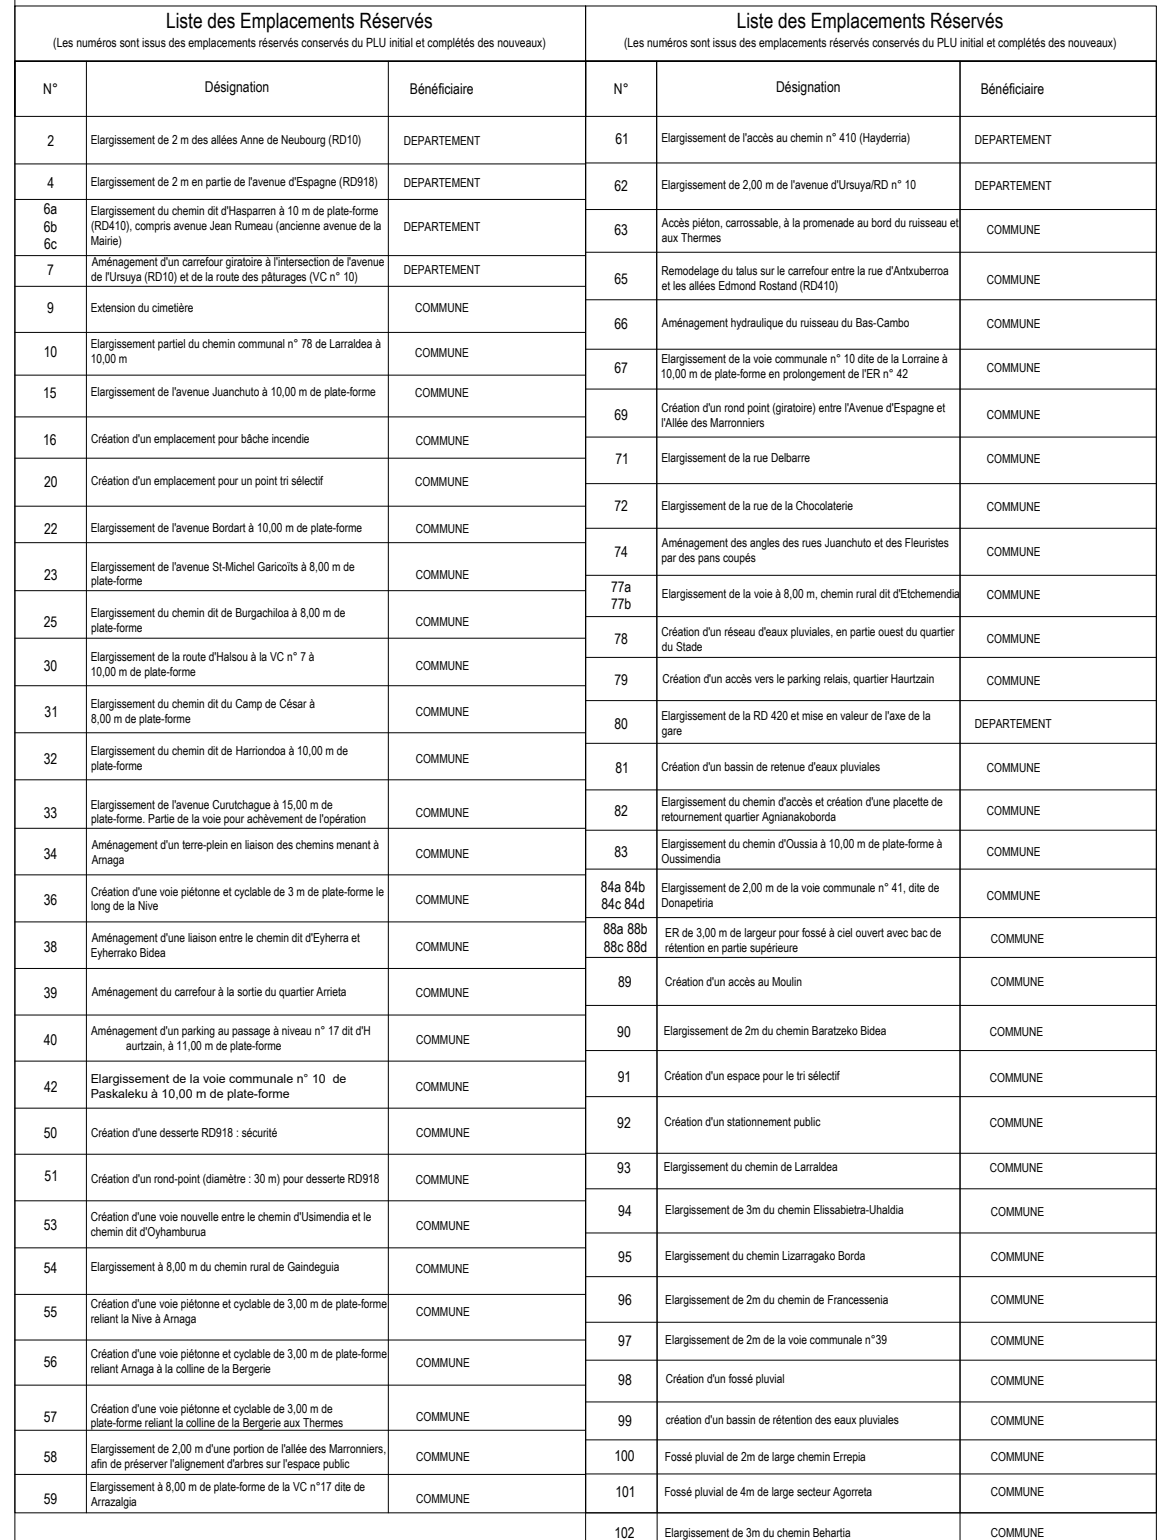 Liste des Emplacements Réservés
(Les numéros sont issus des emplacements réservés conservés du PLU initial et complétés des nouveaux)
N° Désignation Bénéficiaire
2 Elargissement de 2 m des allées Anne de Neubourg (RD10) DEPARTEMENT
4 Elargissement de 2 m en partie de l'avenue d'Espagne (RD918) DEPARTEMENT
6a
6b
6c
Elargissement du chemin dit d'Hasparren à 10 m de plate-forme
(RD410), compris avenue Jean Rumeau (ancienne avenue de la
Mairie)
DEPARTEMENT
7
Aménagement d'un carrefour giratoire à l'intersection de l'avenue
de l'Ursuya (RD10) et de la route des pâturages (VC n° 10)
DEPARTEMENT
9 Extension du cimetière COMMUNE
10
Elargissement partiel du chemin communal n° 78 de Larraldea à
10,00 m
COMMUNE
15 Elargissement de l'avenue Juanchuto à 10,00 m de plate-forme COMMUNE
16 Création d'un emplacement pour bâche incendie COMMUNE
20 Création d'un emplacement pour un point tri sélectif COMMUNE
22 Elargissement de l'avenue Bordart à 10,00 m de plate-forme COMMUNE
23
Elargissement de l'avenue St-Michel Garicoïts à 8,00 m de
plate-forme
COMMUNE
25
Elargissement du chemin dit de Burgachiloa à 8,00 m de
plate-forme
COMMUNE
30
Elargissement de la route d'Halsou à la VC n° 7 à
10,00 m de plate-forme
COMMUNE
31
Elargissement du chemin dit du Camp de César à
8,00 m de plate-forme
COMMUNE
32
Elargissement du chemin dit de Harriondoa à 10,00 m de
plate-forme
COMMUNE
33
Elargissement de l'avenue Curutchague à 15,00 m de
plate-forme. Partie de la voie pour achèvement de l'opération
COMMUNE
34
Aménagement d'un terre-plein en liaison des chemins menant à
Arnaga
COMMUNE
36
Création d'une voie piétonne et cyclable de 3 m de plate-forme le
long de la Nive
COMMUNE
38
Aménagement d'une liaison entre le chemin dit d'Eyherra et
Eyherrako Bidea
COMMUNE
39 Aménagement du carrefour à la sortie du quartier Arrieta COMMUNE
40
Aménagement d'un parking au passage à niveau n° 17 dit d'H
aurtzain, à 11,00 m de plate-forme
COMMUNE
42
Elargissement de la voie communale n° 10 de
Paskaleku à 10,00 m de plate-forme
COMMUNE
50 Création d'une desserte RD918 : sécurité COMMUNE
51 Création d'un rond-point (diamètre : 30 m) pour desserte RD918 COMMUNE
53
Création d'une voie nouvelle entre le chemin d'Usimendia et le
chemin dit d'Oyhamburua
COMMUNE
54 Elargissement à 8,00 m du chemin rural de Gaindeguia COMMUNE
55
Création d'une voie piétonne et cyclable de 3,00 m de plate-forme
reliant la Nive à Arnaga
COMMUNE
56
Création d'une voie piétonne et cyclable de 3,00 m de plate-forme
reliant Arnaga à la colline de la Bergerie
COMMUNE
57
Création d'une voie piétonne et cyclable de 3,00 m de
plate-forme reliant la colline de la Bergerie aux Thermes
COMMUNE
58
Elargissement de 2,00 m d'une portion de l'allée des Marronniers,
afin de préserver l'alignement d'arbres sur l'espace public
COMMUNE
59
Elargissement à 8,00 m de plate-forme de la VC n°17 dite de
Arrazalgia
COMMUNE
Liste des Emplacements Réservés
(Les numéros sont issus des emplacements réservés conservés du PLU initial et complétés des nouveaux)
N° Désignation Bénéficiaire
61 Elargissement de l'accès au chemin n° 410 (Hayderria) DEPARTEMENT
62 Elargissement de 2,00 m de l'avenue d'Ursuya/RD n° 10 DEPARTEMENT
63
Accès piéton, carrossable, à la promenade au bord du ruisseau et
aux Thermes
COMMUNE
65
Remodelage du talus sur le carrefour entre la rue d'Antxuberroa
et les allées Edmond Rostand (RD410)
COMMUNE
66 Aménagement hydraulique du ruisseau du Bas-Cambo COMMUNE
67
Elargissement de la voie communale n° 10 dite de la Lorraine à
10,00 m de plate-forme en prolongement de l'ER n° 42
COMMUNE
69
Création d'un rond point (giratoire) entre l'Avenue d'Espagne et
l'Allée des Marronniers
COMMUNE
71 Elargissement de la rue Delbarre COMMUNE
72 Elargissement de la rue de la Chocolaterie COMMUNE
74
Aménagement des angles des rues Juanchuto et des Fleuristes
par des pans coupés
COMMUNE
77a
77b
Elargissement de la voie à 8,00 m, chemin rural dit d'Etchemendia
COMMUNE
78
Création d'un réseau d'eaux pluviales, en partie ouest du quartier
du Stade
COMMUNE
79 Création d'un accès vers le parking relais, quartier Haurtzain COMMUNE
80
Elargissement de la RD 420 et mise en valeur de l'axe de la
gare
DEPARTEMENT
81 Création d'un bassin de retenue d'eaux pluviales COMMUNE
82
Elargissement du chemin d'accès et création d'une placette de
retournement quartier Agnianakoborda
COMMUNE
83
Elargissement du chemin d'Oussia à 10,00 m de plate-forme à
Oussimendia
COMMUNE
84a 84b
84c 84d
Elargissement de 2,00 m de la voie communale n° 41, dite de
Donapetiria
COMMUNE
88a 88b
88c 88d
ER de 3,00 m de largeur pour fossé à ciel ouvert avec bac de
rétention en partie supérieure
COMMUNE
89 Création d'un accès au Moulin COMMUNE
90 Elargissement de 2m du chemin Baratzeko Bidea COMMUNE
91 Création d'un espace pour le tri sélectif COMMUNE
92 Création d'un stationnement public COMMUNE
93 Elargissement du chemin de Larraldea COMMUNE
94 Elargissement de 3m du chemin Elissabietra-Uhaldia COMMUNE
95 Elargissement du chemin Lizarragako Borda COMMUNE
96 Elargissement de 2m du chemin de Francessenia COMMUNE
97 Elargissement de 2m de la voie communale n°39 COMMUNE
98 Création d'un fossé pluvial COMMUNE
99 création d'un bassin de rétention des eaux pluviales COMMUNE
100 Fossé pluvial de 2m de large chemin Errepia COMMUNE
101 Fossé pluvial de 4m de large secteur Agorreta COMMUNE
102 Elargissement de 3m du chemin Behartia COMMUNE